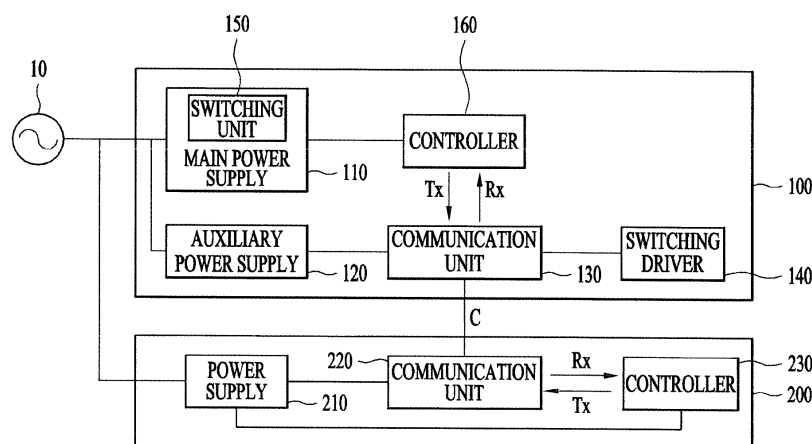 150
160
10
SWITCHING
UNIT
MAIN POWER
SUPPLY
110
CONTROLLER
Tx
Rx
100
AUXILIARY
POWER SUPPLY
120
COMMUNICATION
UNIT
130
SWITCHING
DRIVER
140
C
POWER
SUPPLY
210
220
COMMUNICATION
UNIT
Rx
Tx
230
CONTROLLER
200